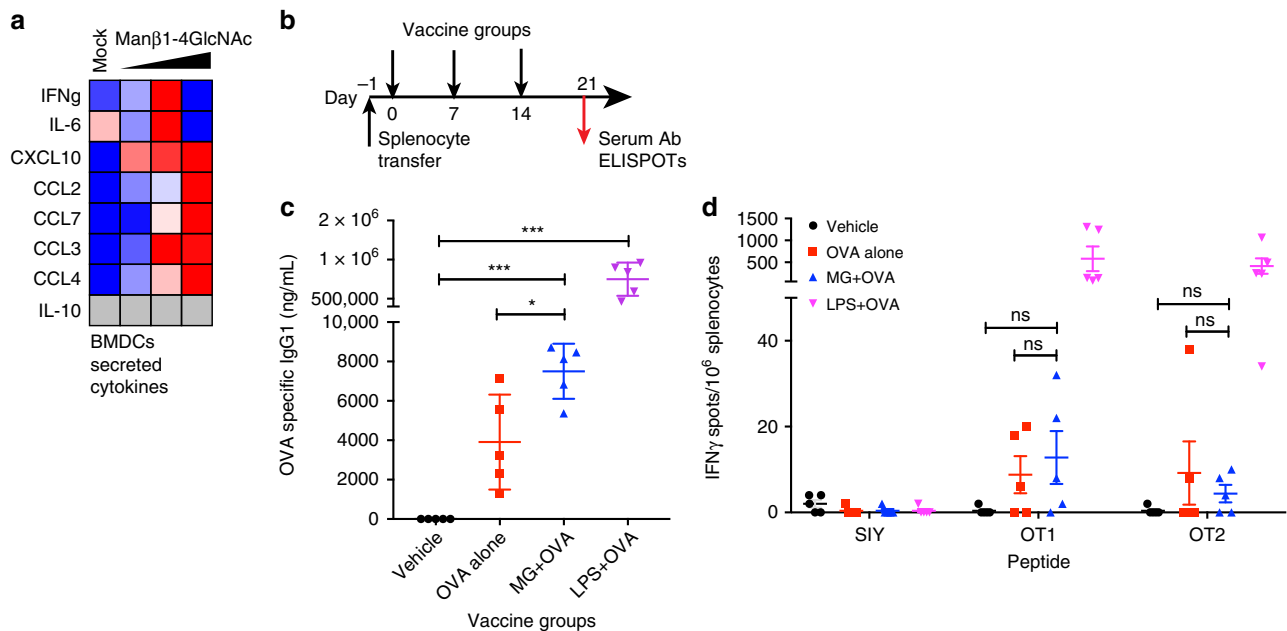 a
Mock
Manβ1-4GlcNAc
IFNg
IL-6
CXCL10
CCL2
CCL7
CCL3
CCL4
IL-10
BMDCs
secreted
cytokines
b
Vaccine groups
−1
21
Day
0
7
14
Splenocyte
transfer
Serum Ab
ELISPOTs
c
OVA specific IgG1 (ng/mL)
2 × 10⁶
1 × 10⁶
500,000
10,000
8000
6000
4000
2000
0
***
***
*
Vehicle
OVA alone
MG+OVA
LPS+OVA
Vaccine groups
d
IFNγ spots/10⁶ splenocytes
1500
1000
500
40
20
0
Vehicle
OVA alone
MG+OVA
LPS+OVA
ns
ns
ns
ns
SIY
OT1
OT2
Peptide